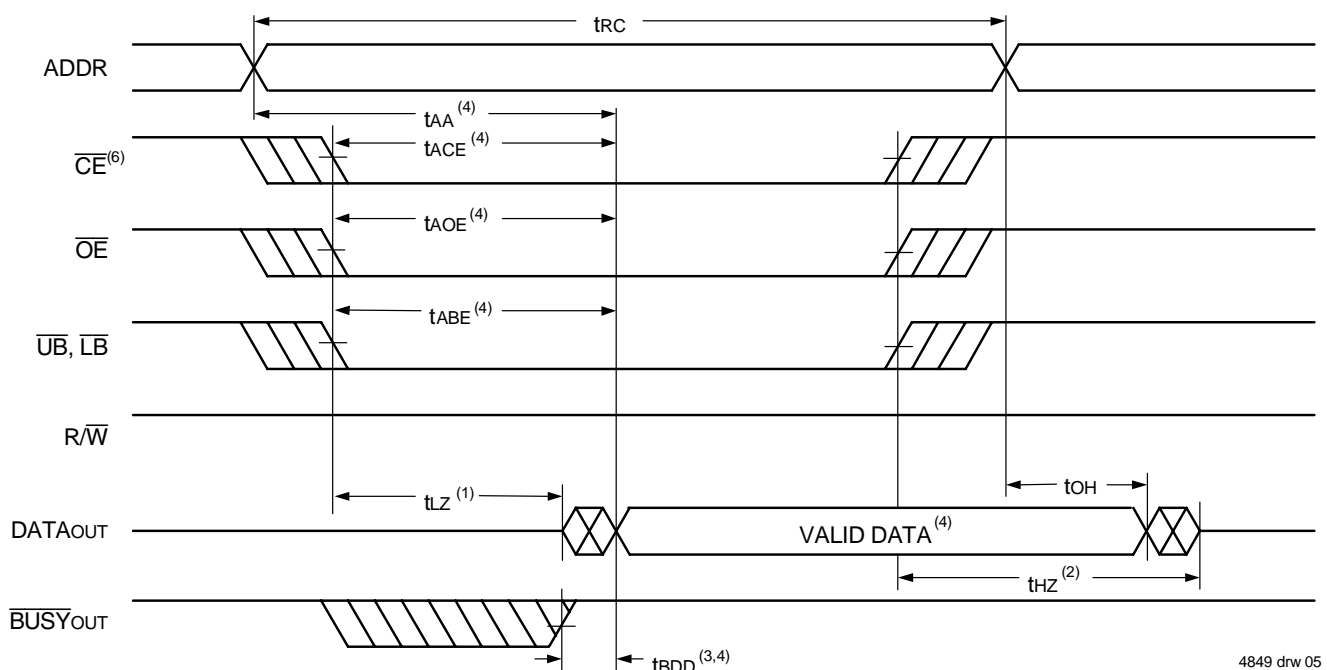 tRC
ADDR
tAA (4)
CE(6)
tACE (4)
OE
tAOE (4)
UB, LB
tABE (4)
R/W
tLZ (1)
tOH
DATAOUT
VALID DATA(4)
tHZ (2)
BUSYOUT
tBDD (3,4)
4849 drw 05